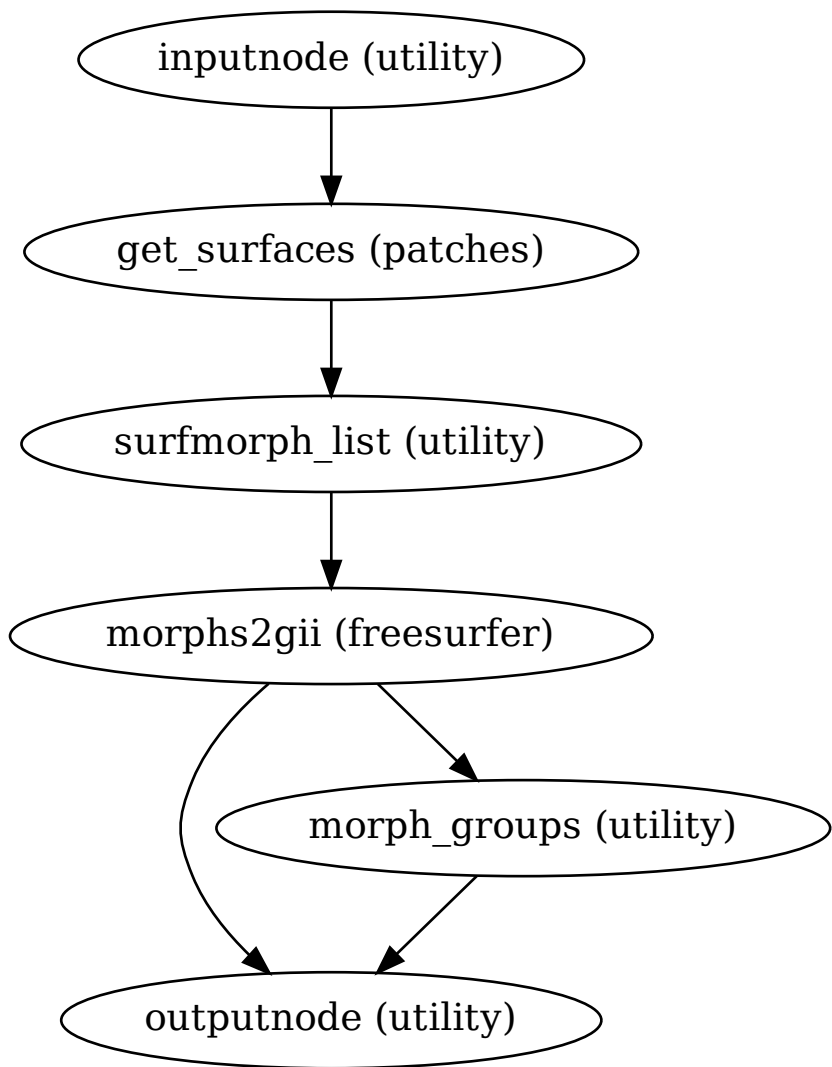 inputnode (utility)
get_surfaces (patches)
surfmorph_list (utility)
morphs2gii (freesurfer)
morph_groups (utility)
outputnode (utility)